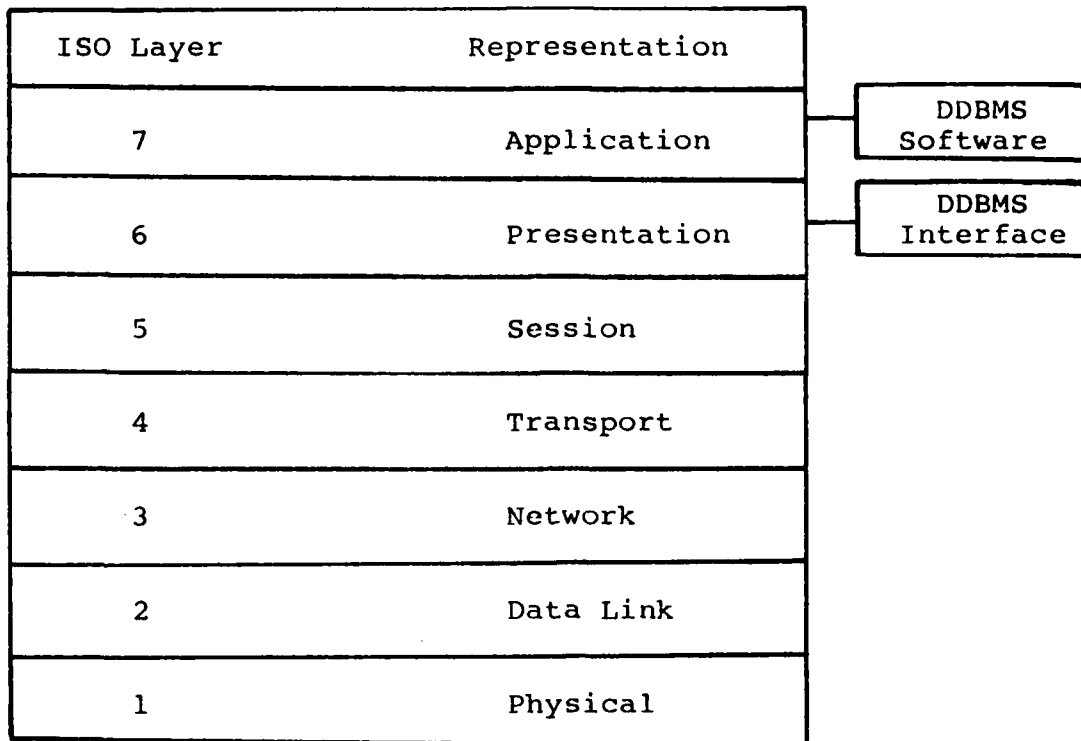 ISO Layer Representation
7 Application
DDBMS
Software
6 Presentation
DDBMS
Interface
5 Session
4 Transport
3 Network
2 Data Link
1 Physical